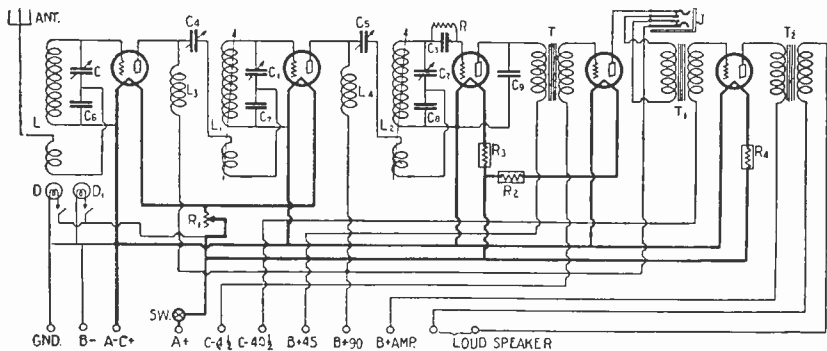 ANT.
C4
C5
R
J
T
T2
C
C1
C3
C2
C9
L3
L4
C6
C7
C8
L
L1
L2
T1
R3
R4
R2
D
D1
R1
SW.
GND.
B-
A-C+
A+
C-4½
C-40½
B+45
B+90
B+AMP.
LOUD SPEAKER